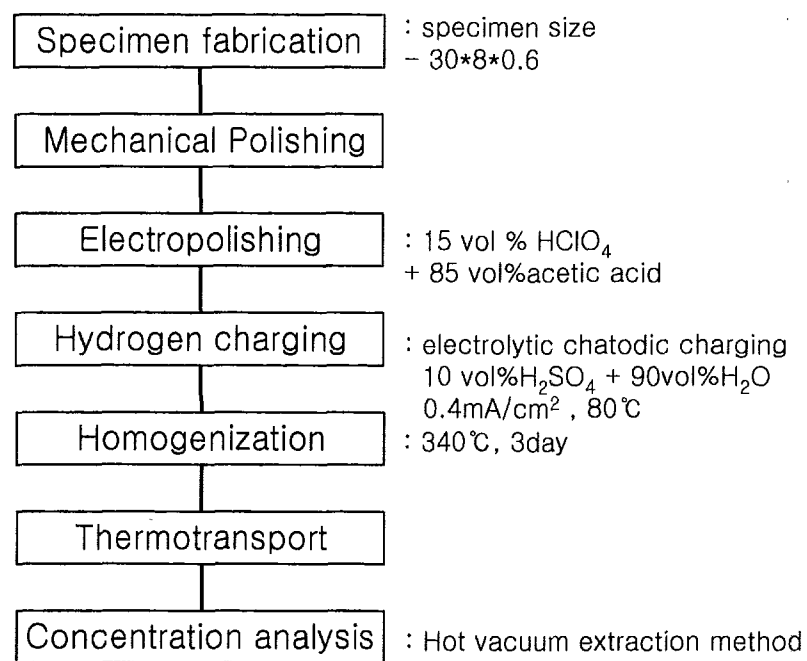 Specimen fabrication : specimen size
- 30*8*0.6
Mechanical Polishing
Electropolishing : 15 vol % HClO₄
+ 85 vol%acetic acid
Hydrogen charging : electrolytic chatodic charging
10 vol%H₂SO₄ + 90vol%H₂O
0.4mA/cm² , 80℃
Homogenization : 340℃, 3day
Thermotransport
Concentration analysis : Hot vacuum extraction method